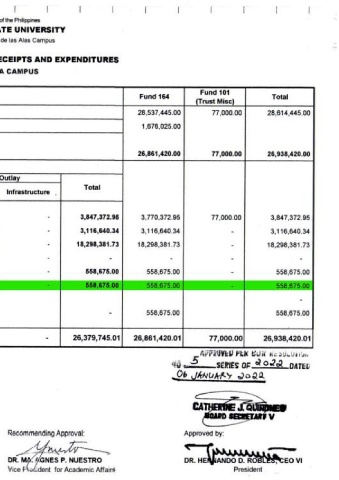 of the Philippines
ATE UNIVERSITY
de las Alas Campus
ECEIPTS AND EXPENDITURES
A CAMPUS
Fund 164 Fund 101 (Trust Misc) Total
28,537,445.00 77,000.00 28,614,445.00
1,676,025.00
26,861,420.00 77,000.00 26,938,420.00
Outlay
Infrastructure Total
- 3,847,372.95 3,770,372.95 77,000.00 3,847,372.95
- 3,116,640.34 3,116,640.34 - 3,116,640.34
- 18,298,381.73 18,298,381.73 - 18,298,381.73
- - - - -
- 558,675.00 558,675.00 558,675.00
- 558,675.00 558,675.00 - 558,675.00
-
- 558,675.00 - 558,675.00
- 26,379,745.01 26,861,420.01 77,000.00 26,938,420.01
APPROVED PER BOR RESOLUTION
NO. 5 SERIES OF 2022 DATED
06 JANUARY 2022
CATHERINE J.
BOARD SECRETARY V
Recommending Approval: Approved by:
DR. MA. AGNES P. NUESTRO DR. HERNANDO D. ROBLES, CEO VI
Vice President for Academic Affairs President